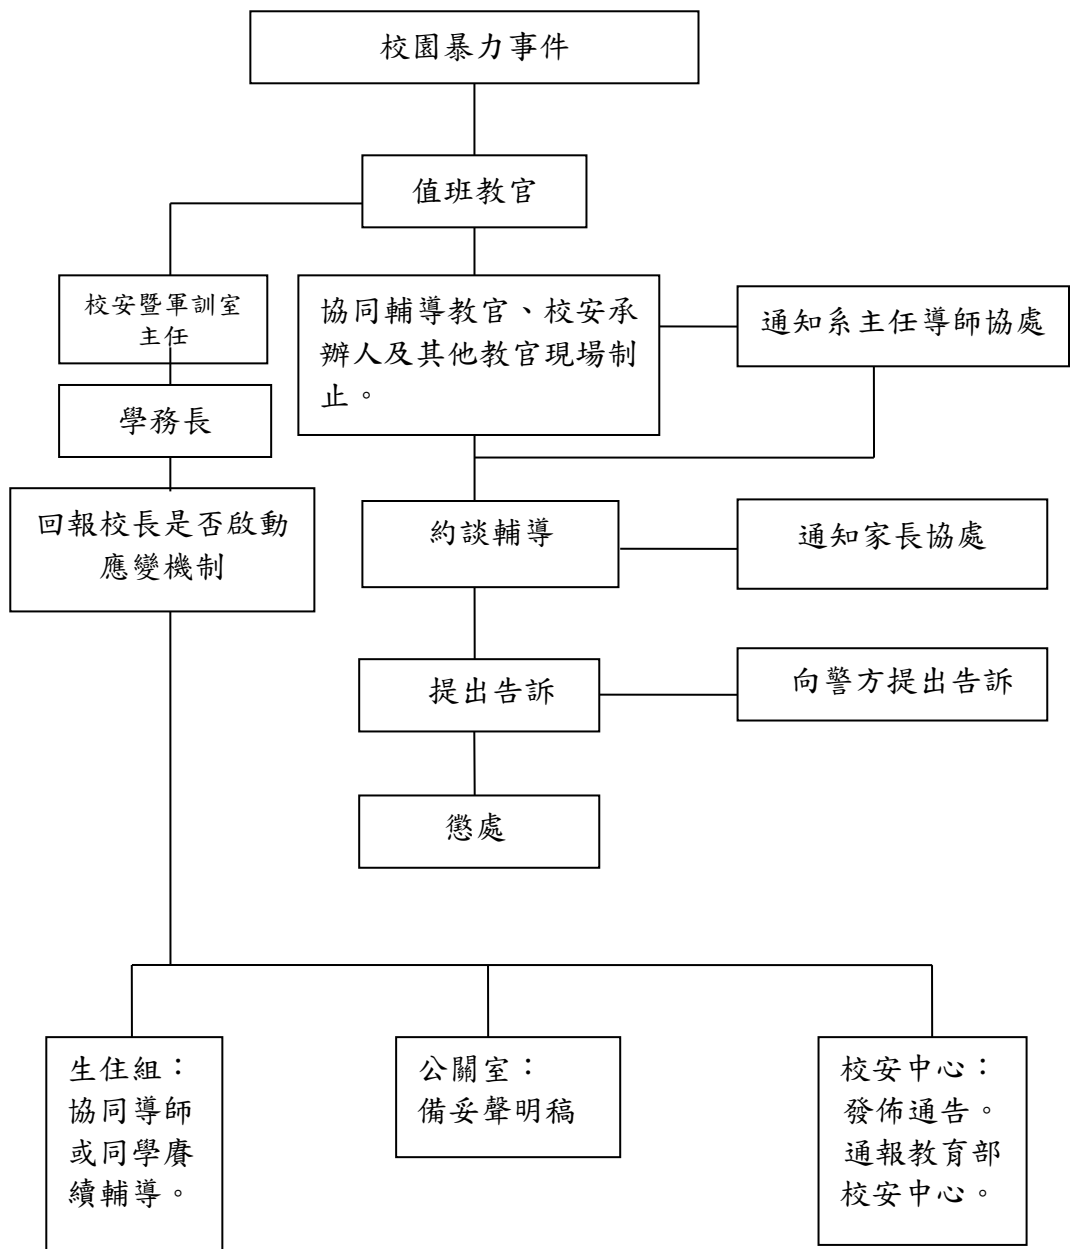 校園暴力事件
值班教官
校安暨軍訓室
主任
協同輔導教官、校安承
辦人及其他教官現場制
止。
通知系主任導師協處
學務長
回報校長是否啟動
應變機制
約談輔導
通知家長協處
提出告訴
向警方提出告訴
懲處
生住組：
協同導師
或同學賡
續輔導。
公關室：
備妥聲明稿
校安中心：
發佈通告。
通報教育部
校安中心。